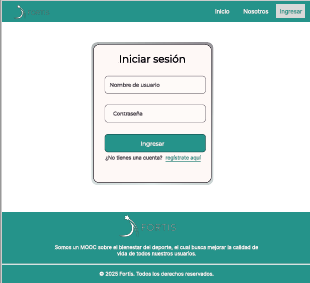 FORTIS
Inicio
Nosotros
Ingresar
Iniciar sesión
Nombre de usuario
Contraseña
Ingresar
¿No tienes una cuenta? regístrate aquí
FORTIS
Somos un MOOC sobre el bienestar del deporte, el cual busca mejorar la calidad de
vida de todos nuestros usuarios.
© 2025 Fortis. Todos los derechos reservados.